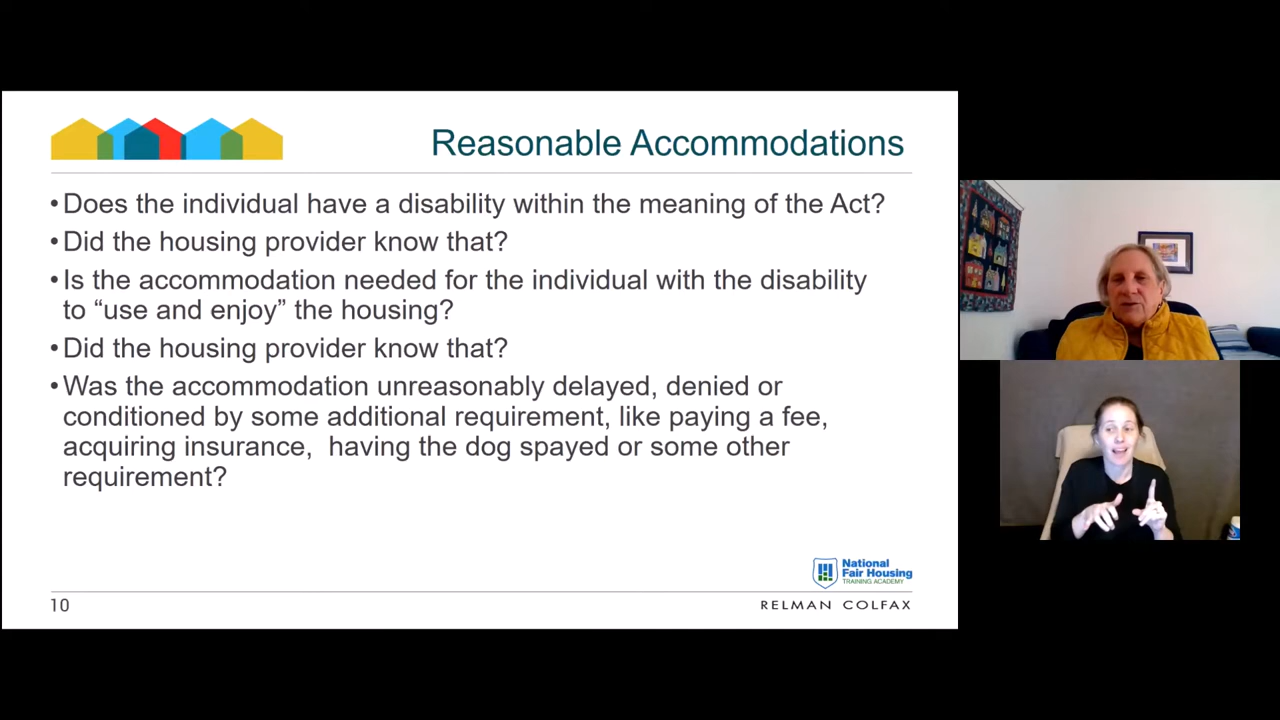 Reasonable Accommodations
•Does the individual have a disability within the meaning of the Act?
•Did the housing provider know that?
•Is the accommodation needed for the individual with the disability
to “use and enjoy” the housing?
•Did the housing provider know that?
•Was the accommodation unreasonably delayed, denied or
conditioned by some additional requirement, like paying a fee,
acquiring insurance,  having the dog spayed or some other
requirement?
National
Fair Housing
TRAINING ACADEMY
10
RELMAN COLFAX